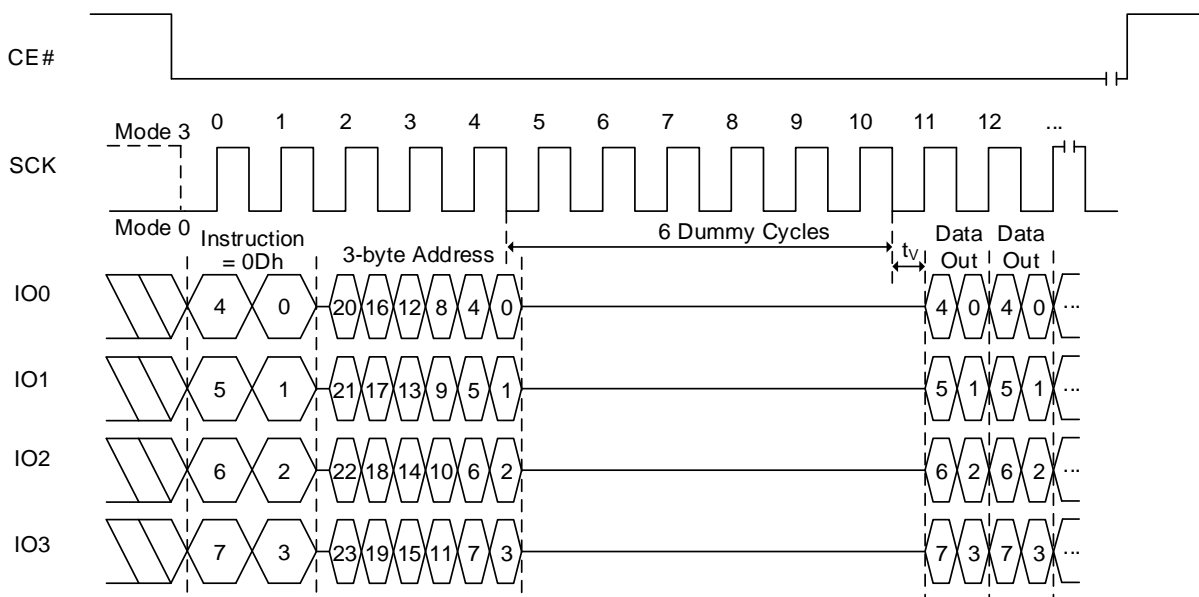 CE#
0 1 2 3 4 5 6 7 8 9 10 11 12 ...
Mode 3
SCK
Mode 0
Instruction
= 0Dh
3-byte Address
6 Dummy Cycles
tV
Data
Out
Data
Out
IO0 4 0 20 16 12 8 4 0 4 0 4 0 ...
IO1 5 1 21 17 13 9 5 1 5 1 5 1 ...
IO2 6 2 22 18 14 10 6 2 6 2 6 2 ...
IO3 7 3 23 19 15 11 7 3 7 3 7 3 ...